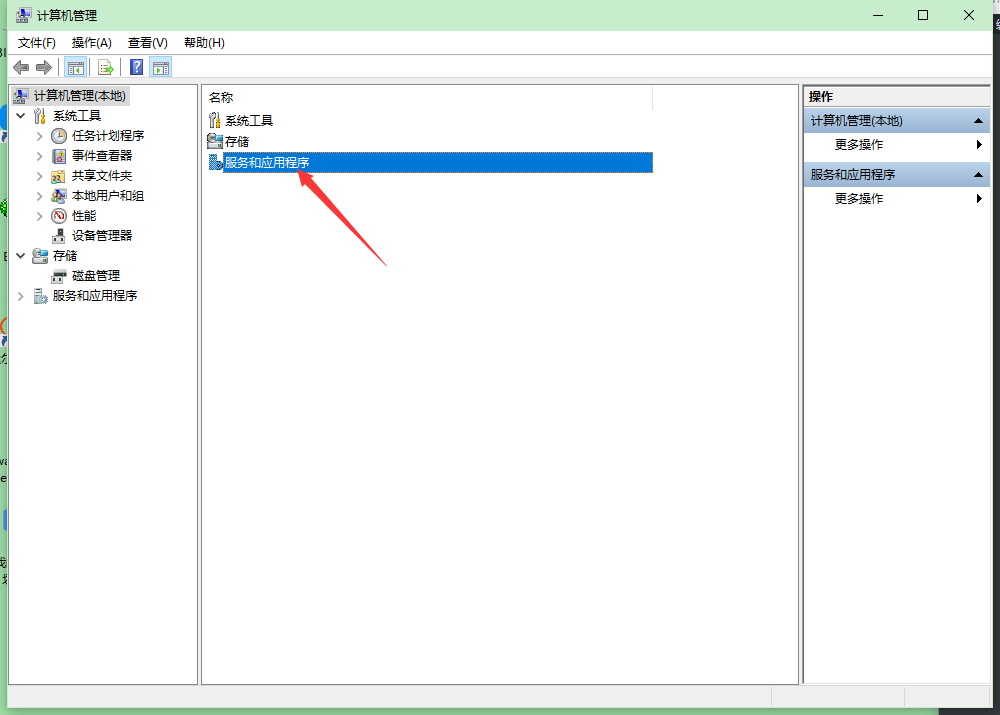 计算机管理
文件(F) 操作(A) 查看(V) 帮助(H)
计算机管理(本地)
系统工具
任务计划程序
事件查看器
共享文件夹
本地用户和组
性能
设备管理器
存储
磁盘管理
服务和应用程序
名称
系统工具
存储
服务和应用程序
操作
计算机管理(本地)
更多操作
服务和应用程序
更多操作